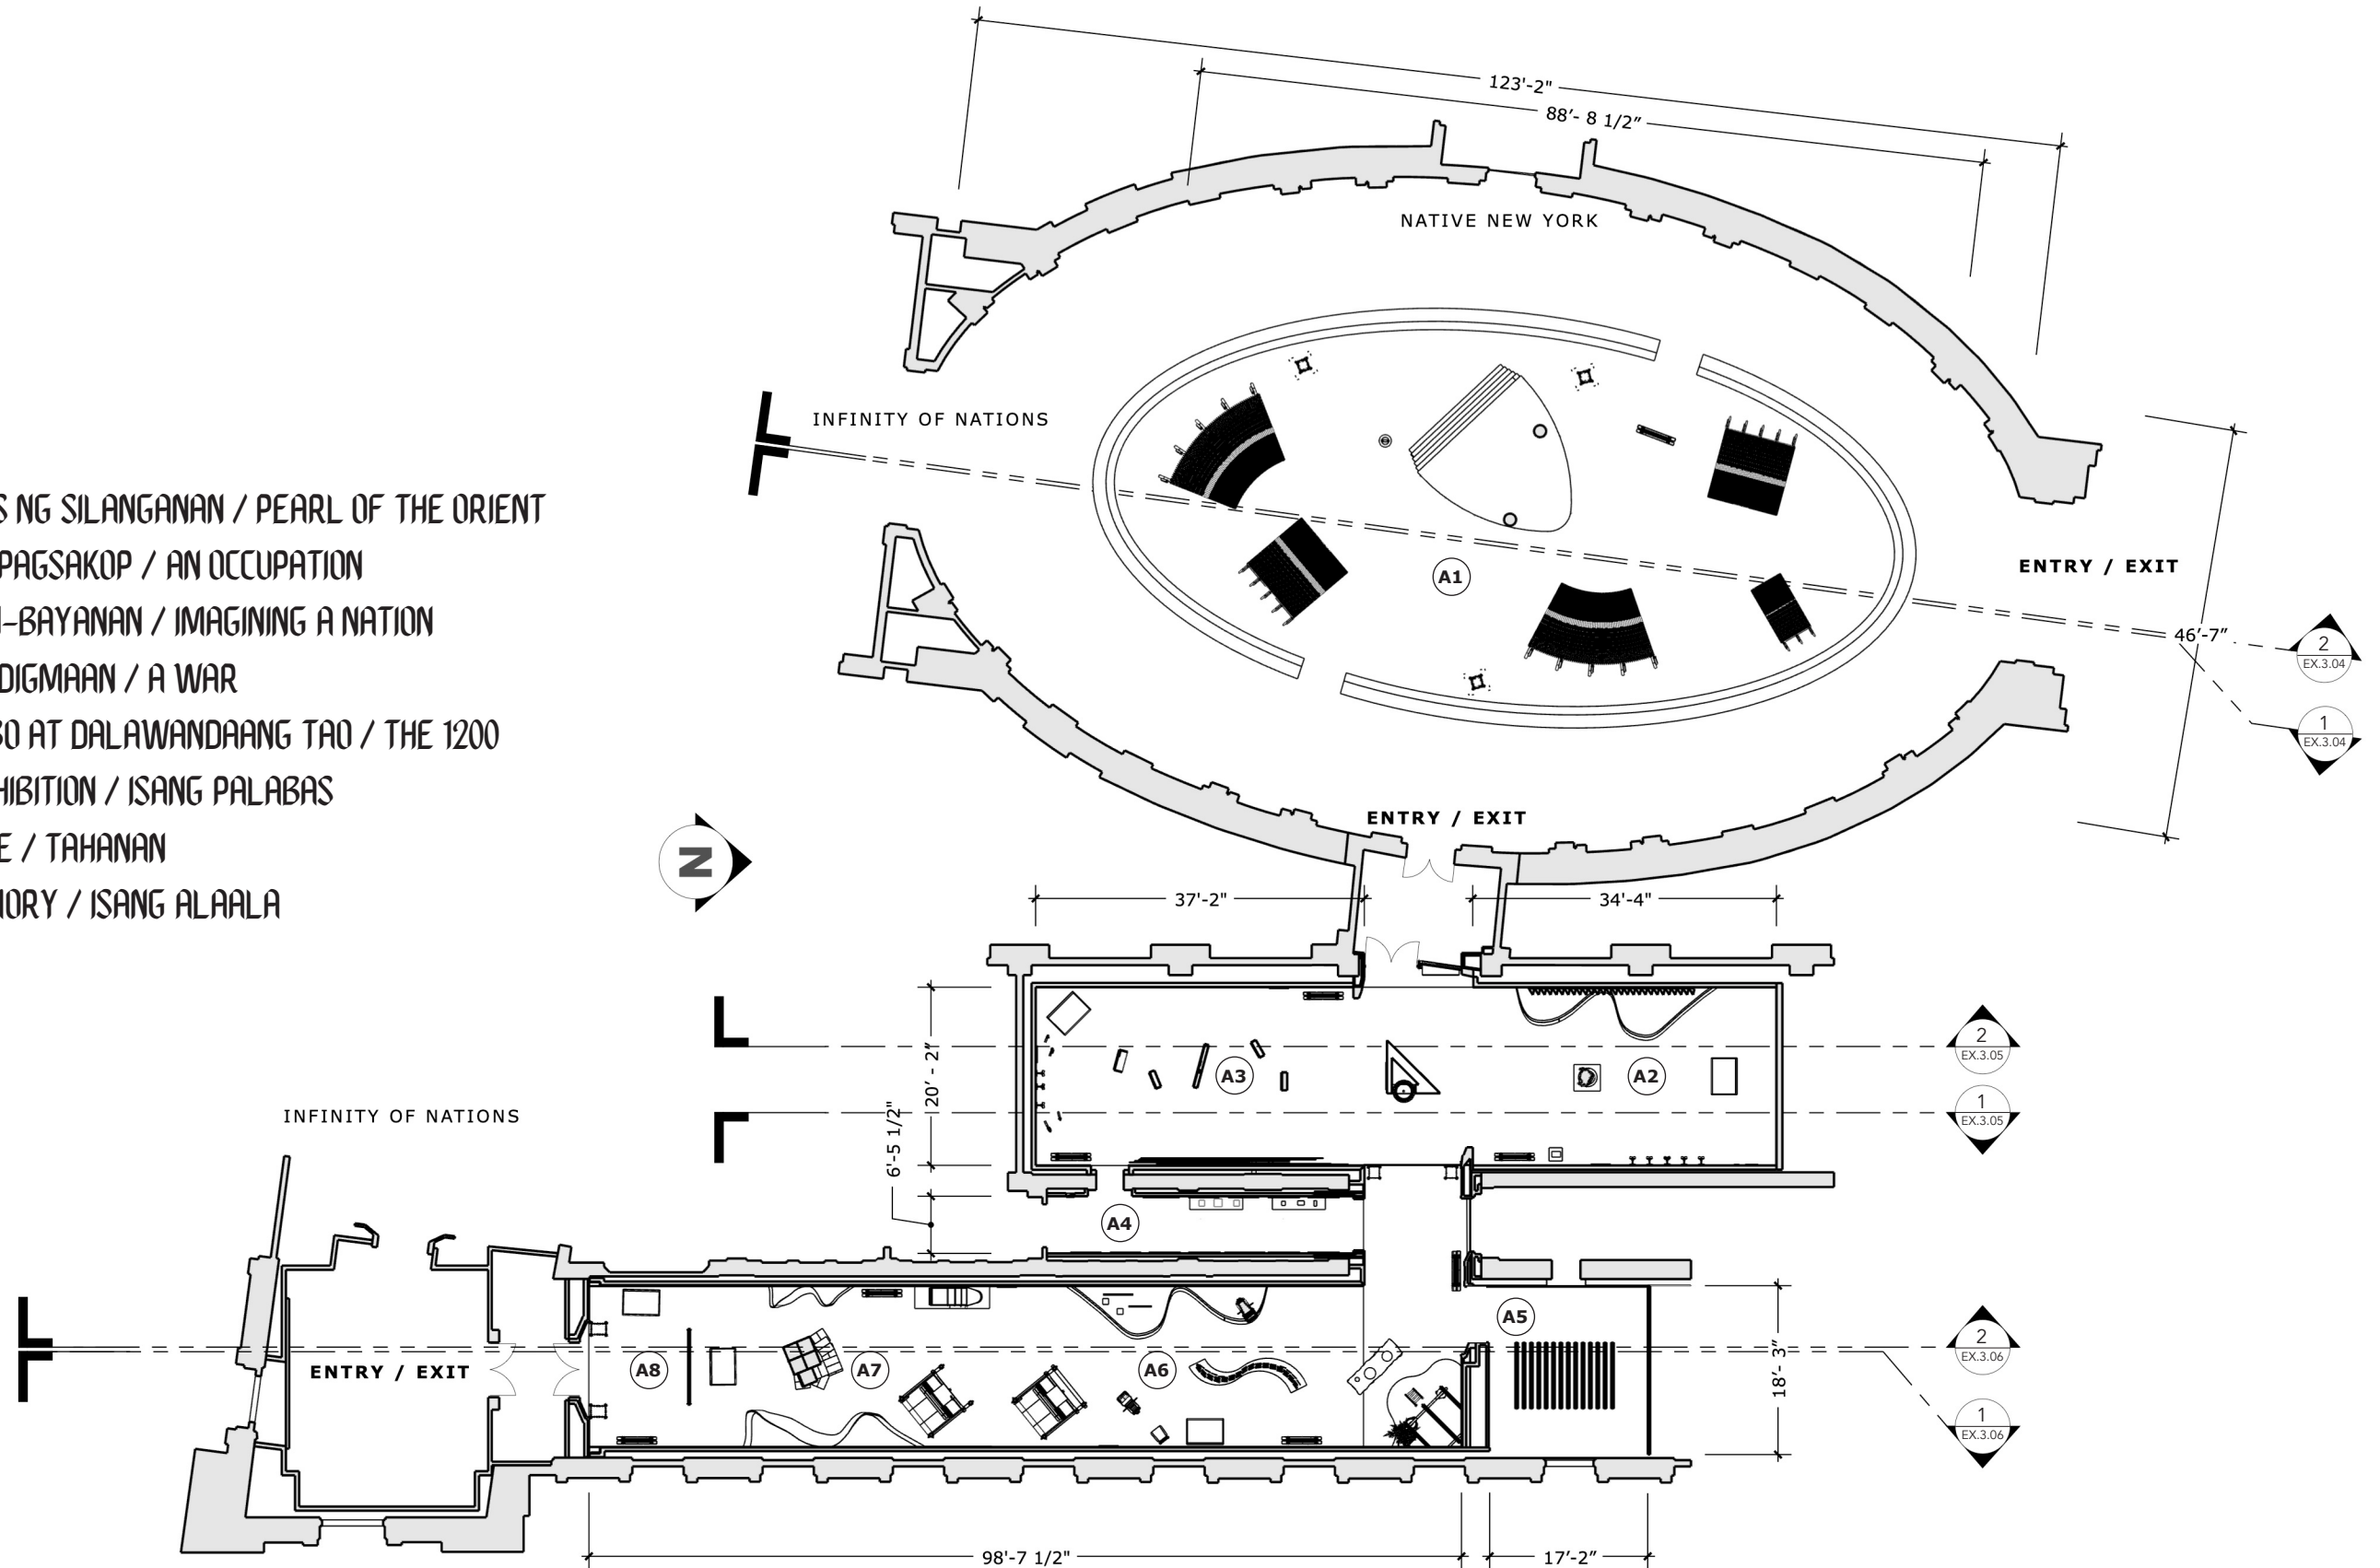 123'-2"
88'- 8 1/2"
NATIVE NEW YORK
INFINITY OF NATIONS
S NG SILANGANAN / PEARL OF THE ORIENT
PAGSAKOP / AN OCCUPATION
-BAYANAN / IMAGINING A NATION
DIGMAAN / A WAR
O AT DALAWANDAANG TAO / THE 1200
HIBITION / ISANG PALABAS
E / TAHANAN
MORY / ISANG ALAALA
A1
ENTRY / EXIT
46'-7"
2
EX.3.04
1
EX.3.04
ENTRY / EXIT
N
37'-2"
34'-4"
2
EX.3.05
20' - 2"
A3
A2
1
EX.3.05
6'-5 1/2"
INFINITY OF NATIONS
A4
A5
2
EX.3.06
ENTRY / EXIT
A8
A7
A6
18'- 3"
1
EX.3.06
98'-7 1/2"
17'-2"